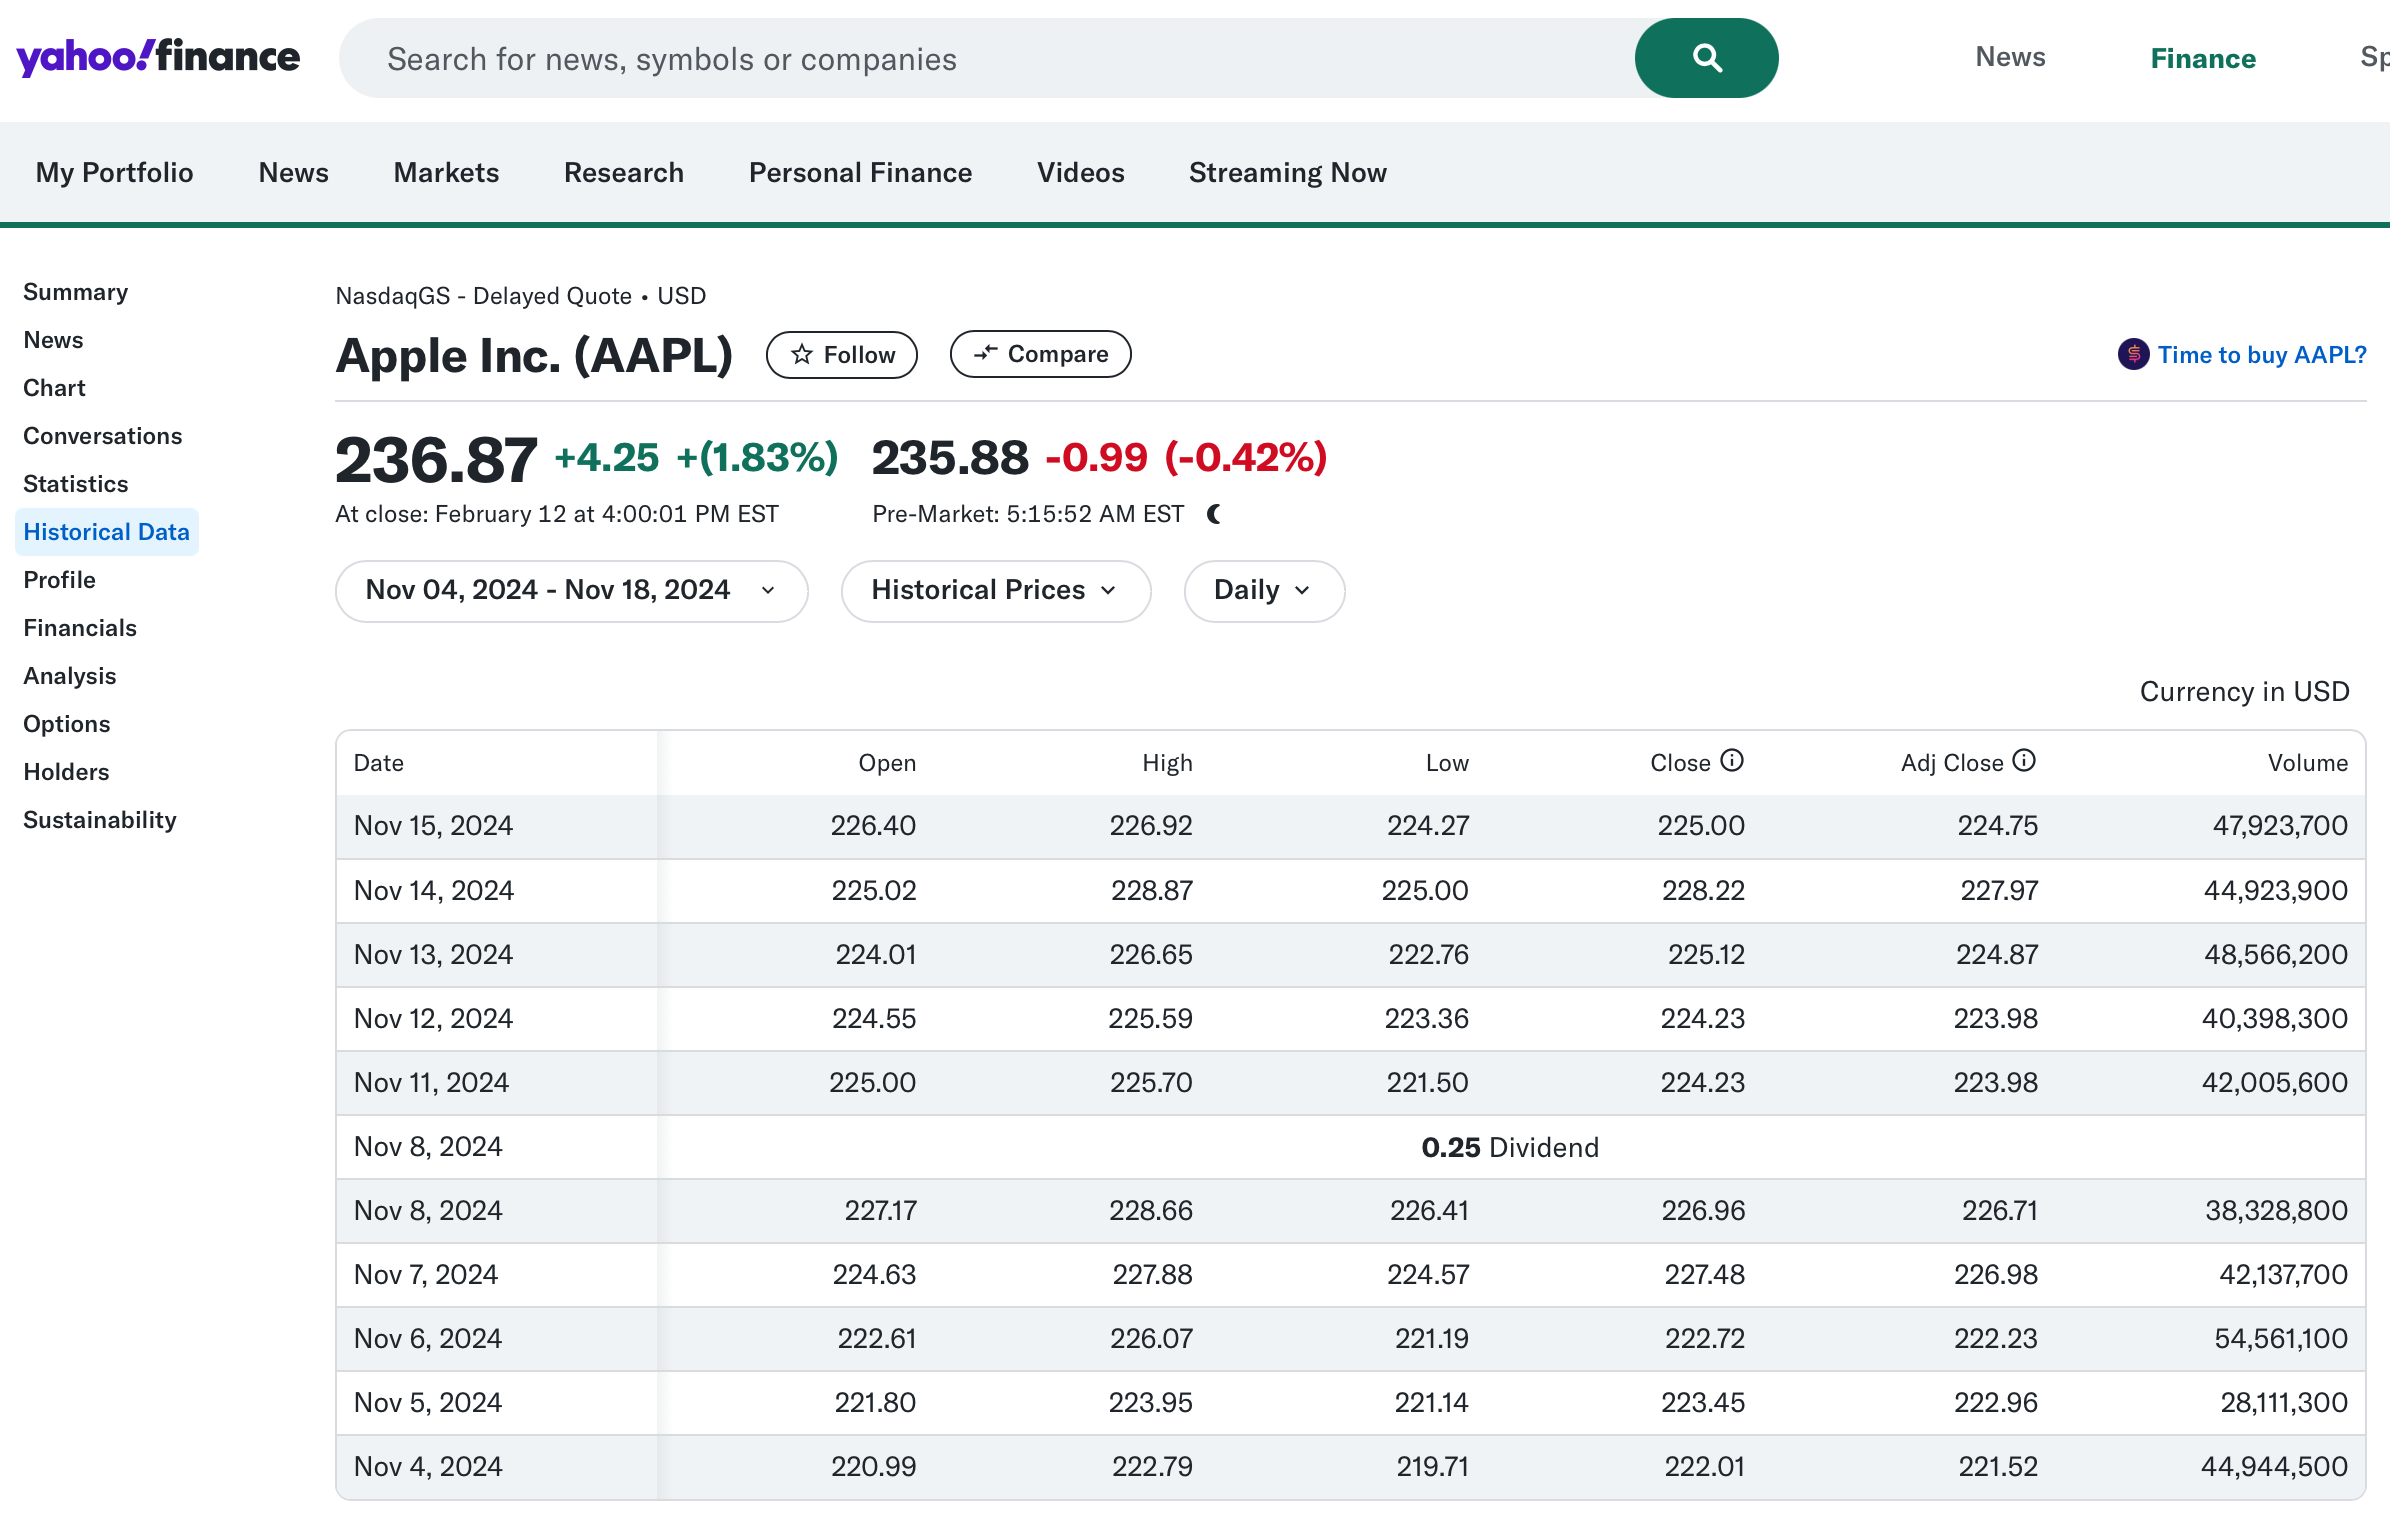 yahoo!finance Search for news, symbols or companies News Finance Sp
My Portfolio News Markets Research Personal Finance Videos Streaming Now
Summary
News
Chart
Conversations
Statistics
Historical Data
Profile
Financials
Analysis
Options
Holders
Sustainability
NasdaqGS - Delayed Quote • USD
Apple Inc. (AAPL) Follow Compare Time to buy AAPL?
236.87 +4.25 +(1.83%) 235.88 -0.99 (-0.42%)
At close: February 12 at 4:00:01 PM EST Pre-Market: 5:15:52 AM EST
Nov 04, 2024 - Nov 18, 2024 Historical Prices Daily
Currency in USD
Date Open High Low Close Adj Close Volume
Nov 15, 2024 226.40 226.92 224.27 225.00 224.75 47,923,700
Nov 14, 2024 225.02 228.87 225.00 228.22 227.97 44,923,900
Nov 13, 2024 224.01 226.65 222.76 225.12 224.87 48,566,200
Nov 12, 2024 224.55 225.59 223.36 224.23 223.98 40,398,300
Nov 11, 2024 225.00 225.70 221.50 224.23 223.98 42,005,600
Nov 8, 2024 0.25 Dividend
Nov 8, 2024 227.17 228.66 226.41 226.96 226.71 38,328,800
Nov 7, 2024 224.63 227.88 224.57 227.48 226.98 42,137,700
Nov 6, 2024 222.61 226.07 221.19 222.72 222.23 54,561,100
Nov 5, 2024 221.80 223.95 221.14 223.45 222.96 28,111,300
Nov 4, 2024 220.99 222.79 219.71 222.01 221.52 44,944,500